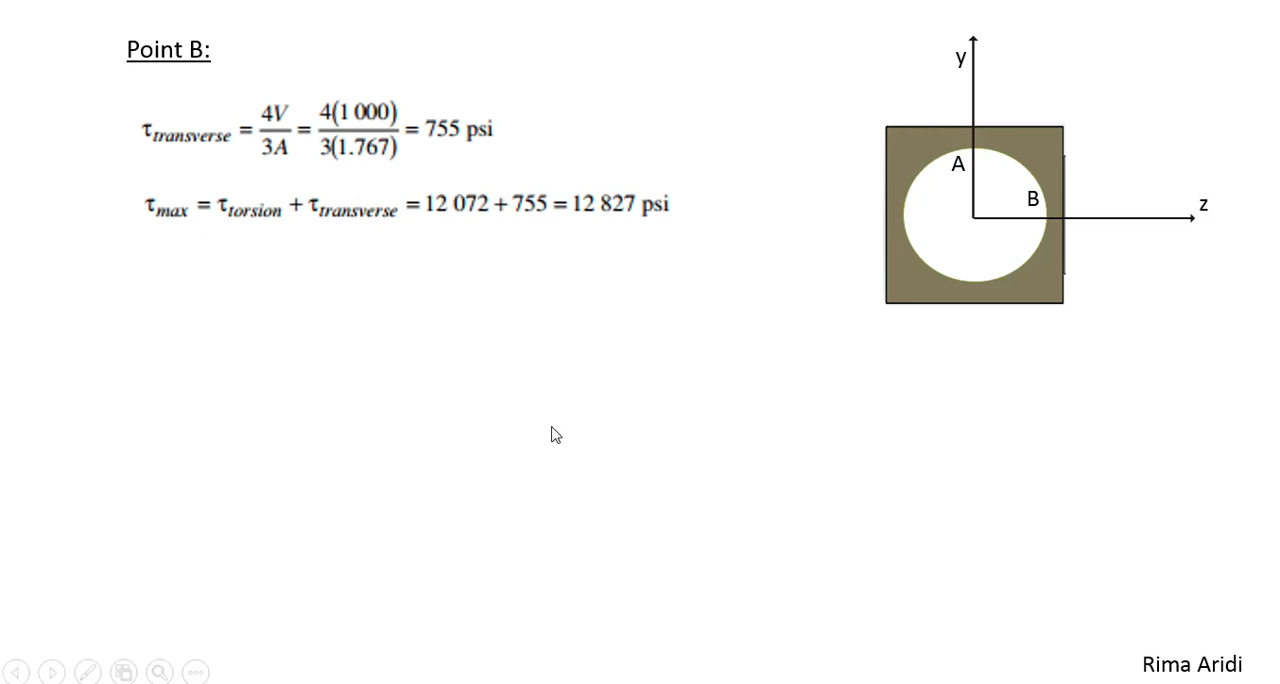 Point B:
τtransverse = 4V/3A = 4(1 000)/3(1.767) = 755 psi
τmax = τtorsion + τtransverse = 12 072 + 755 = 12 827 psi
y
A
B
z
Rima Aridi